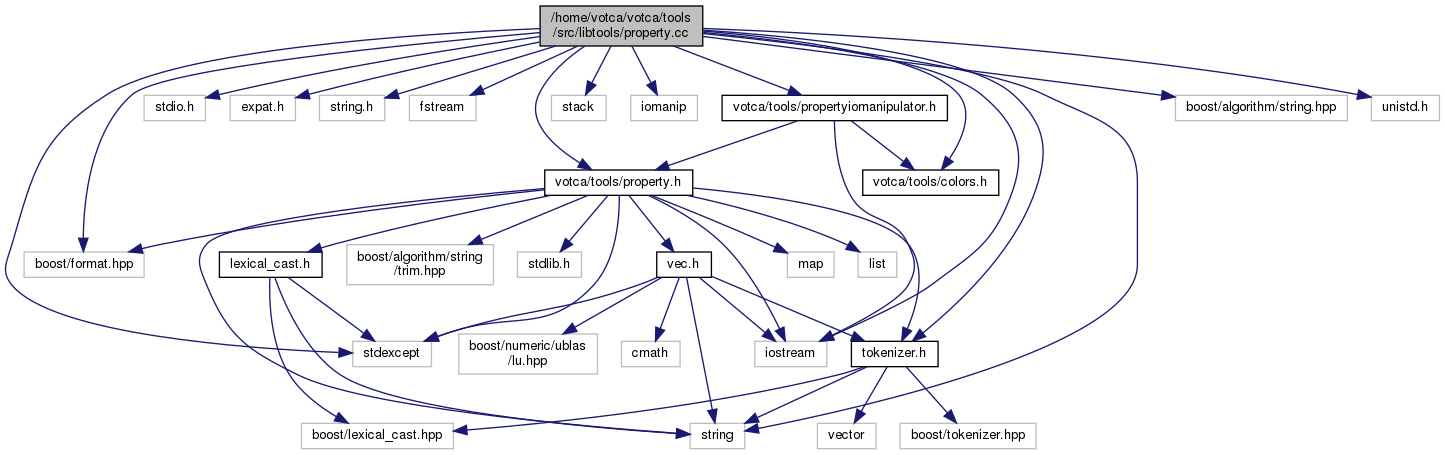 /home/votca/votca/tools
/src/libtools/property.cc
stdio.h
expat.h
string.h
fstream
stack
iomanip
votca/tools/propertyiomanipulator.h
boost/algorithm/string.hpp
unistd.h
votca/tools/property.h
votca/tools/colors.h
boost/format.hpp
lexical_cast.h
boost/algorithm/string
/trim.hpp
stdlib.h
vec.h
map
list
stdexcept
boost/numeric/ublas
/lu.hpp
cmath
iostream
tokenizer.h
boost/lexical_cast.hpp
string
vector
boost/tokenizer.hpp